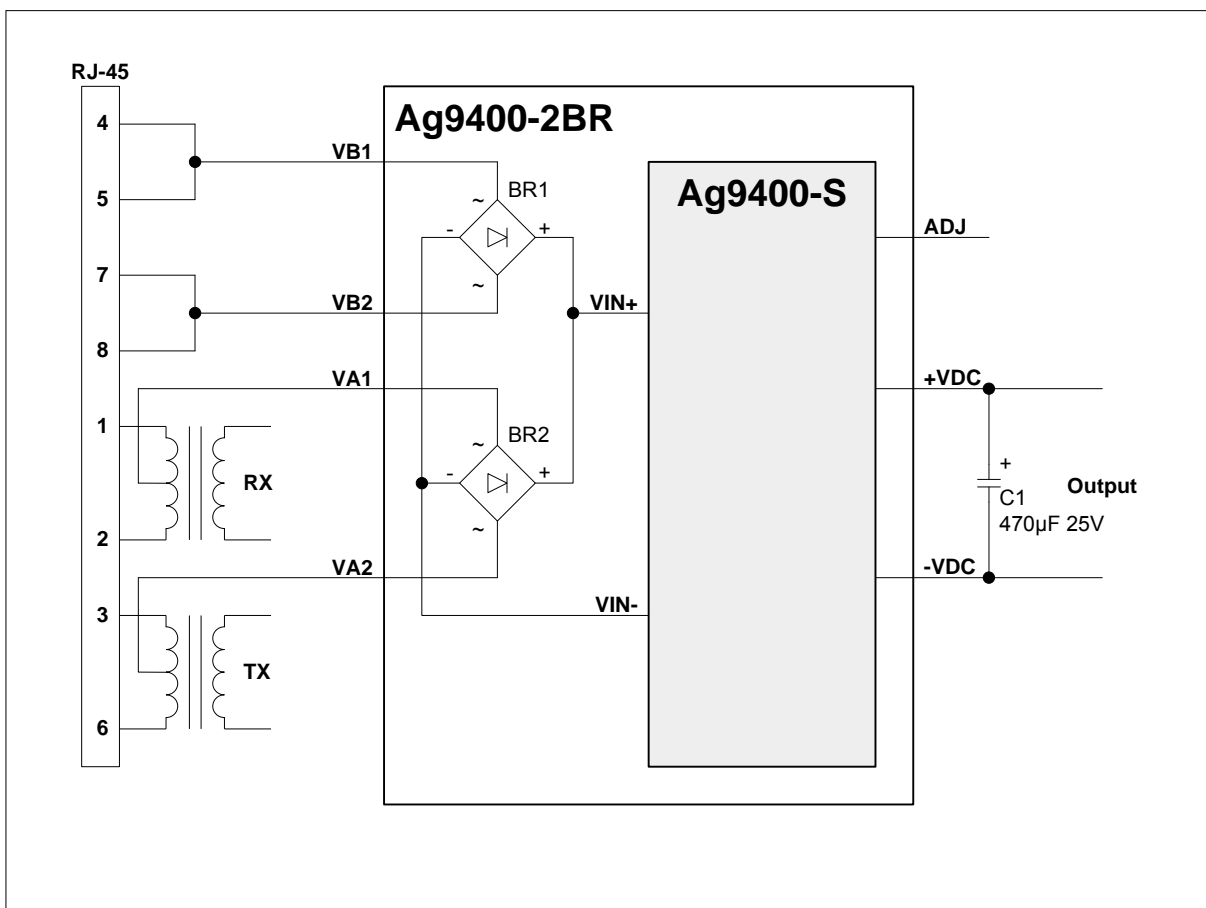 RJ-45
4
5
7
8
1
2
3
6
RX
TX
VB1
VB2
VA1
VA2
Ag9400-2BR
BR1
~
-
+
~
BR2
~
-
+
~
VIN+
VIN-
Ag9400-S
ADJ
+VDC
-VDC
+
C1
470µF 25V
Output